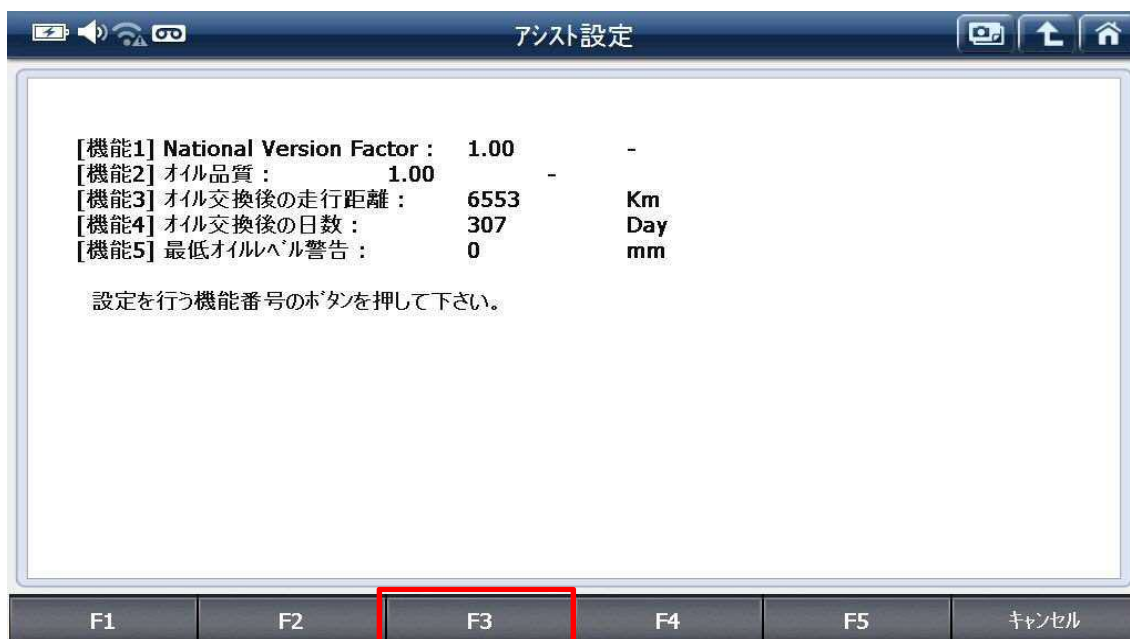 アシスト設定
[機能1] National Version Factor : 1.00 -
[機能2] オイル品質 : 1.00 -
[機能3] オイル交換後の走行距離 : 6553 Km
[機能4] オイル交換後の日数 : 307 Day
[機能5] 最低オイルレベル警告 : 0 mm
設定を行う機能番号のボタンを押して下さい。
F1 F2 F3 F4 F5 キャンセル